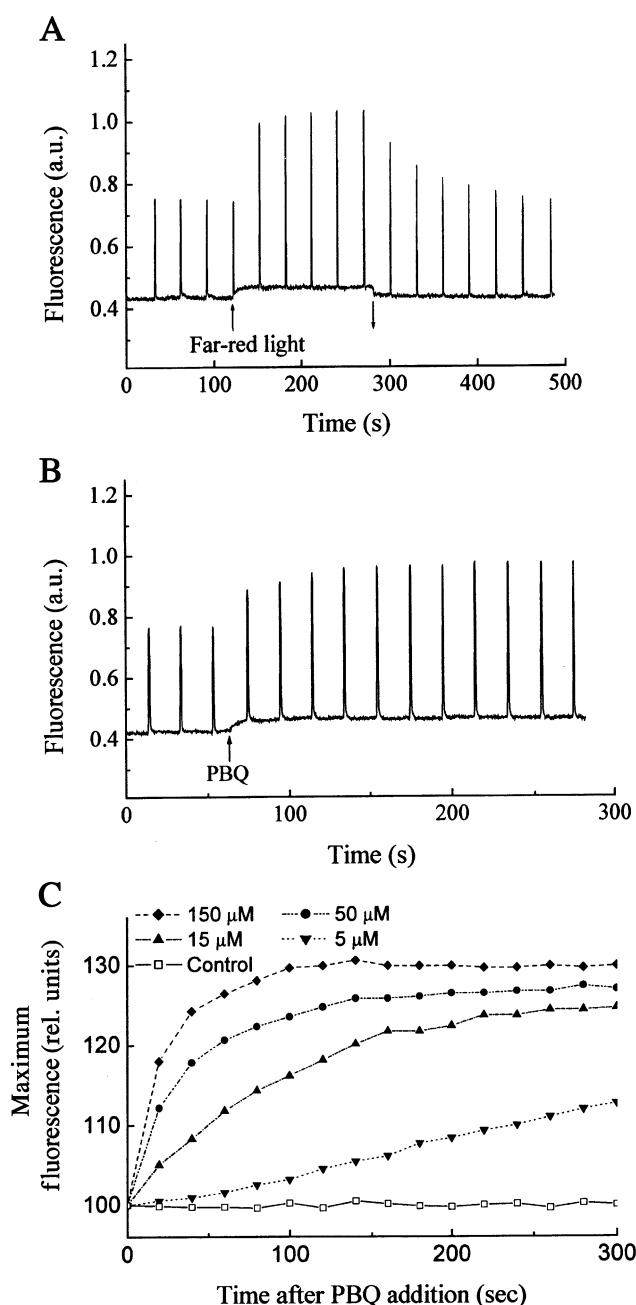 A
1.2
1.0
0.8
0.6
0.4
Fluorescence (a.u.)
Far-red light
0 100 200 300 400 500
Time (s)
B
1.2
1.0
0.8
0.6
0.4
Fluorescence (a.u.)
PBQ
0 100 200 300
Time (s)
C
150 μM 50 μM
15 μM 5 μM
Control
130
120
110
100
Maximum
fluorescence (rel. units)
0 100 200 300
Time after PBQ addition (sec)